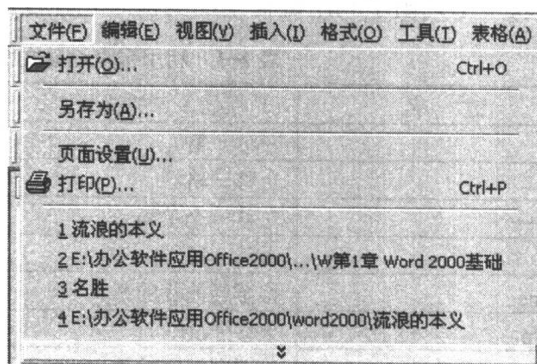 文件(F) 编辑(E) 视图(V) 插入(I) 格式(O) 工具(T) 表格(A)
打开(O)... Ctrl+O
另存为(A)...
页面设置(U)...
打印(P)... Ctrl+P
1 流浪的本义
2 E:\办公软件应用Office2000\...\W第1章 Word 2000基础
3 名胜
4 E:\办公软件应用Office2000\word2000\流浪的本义